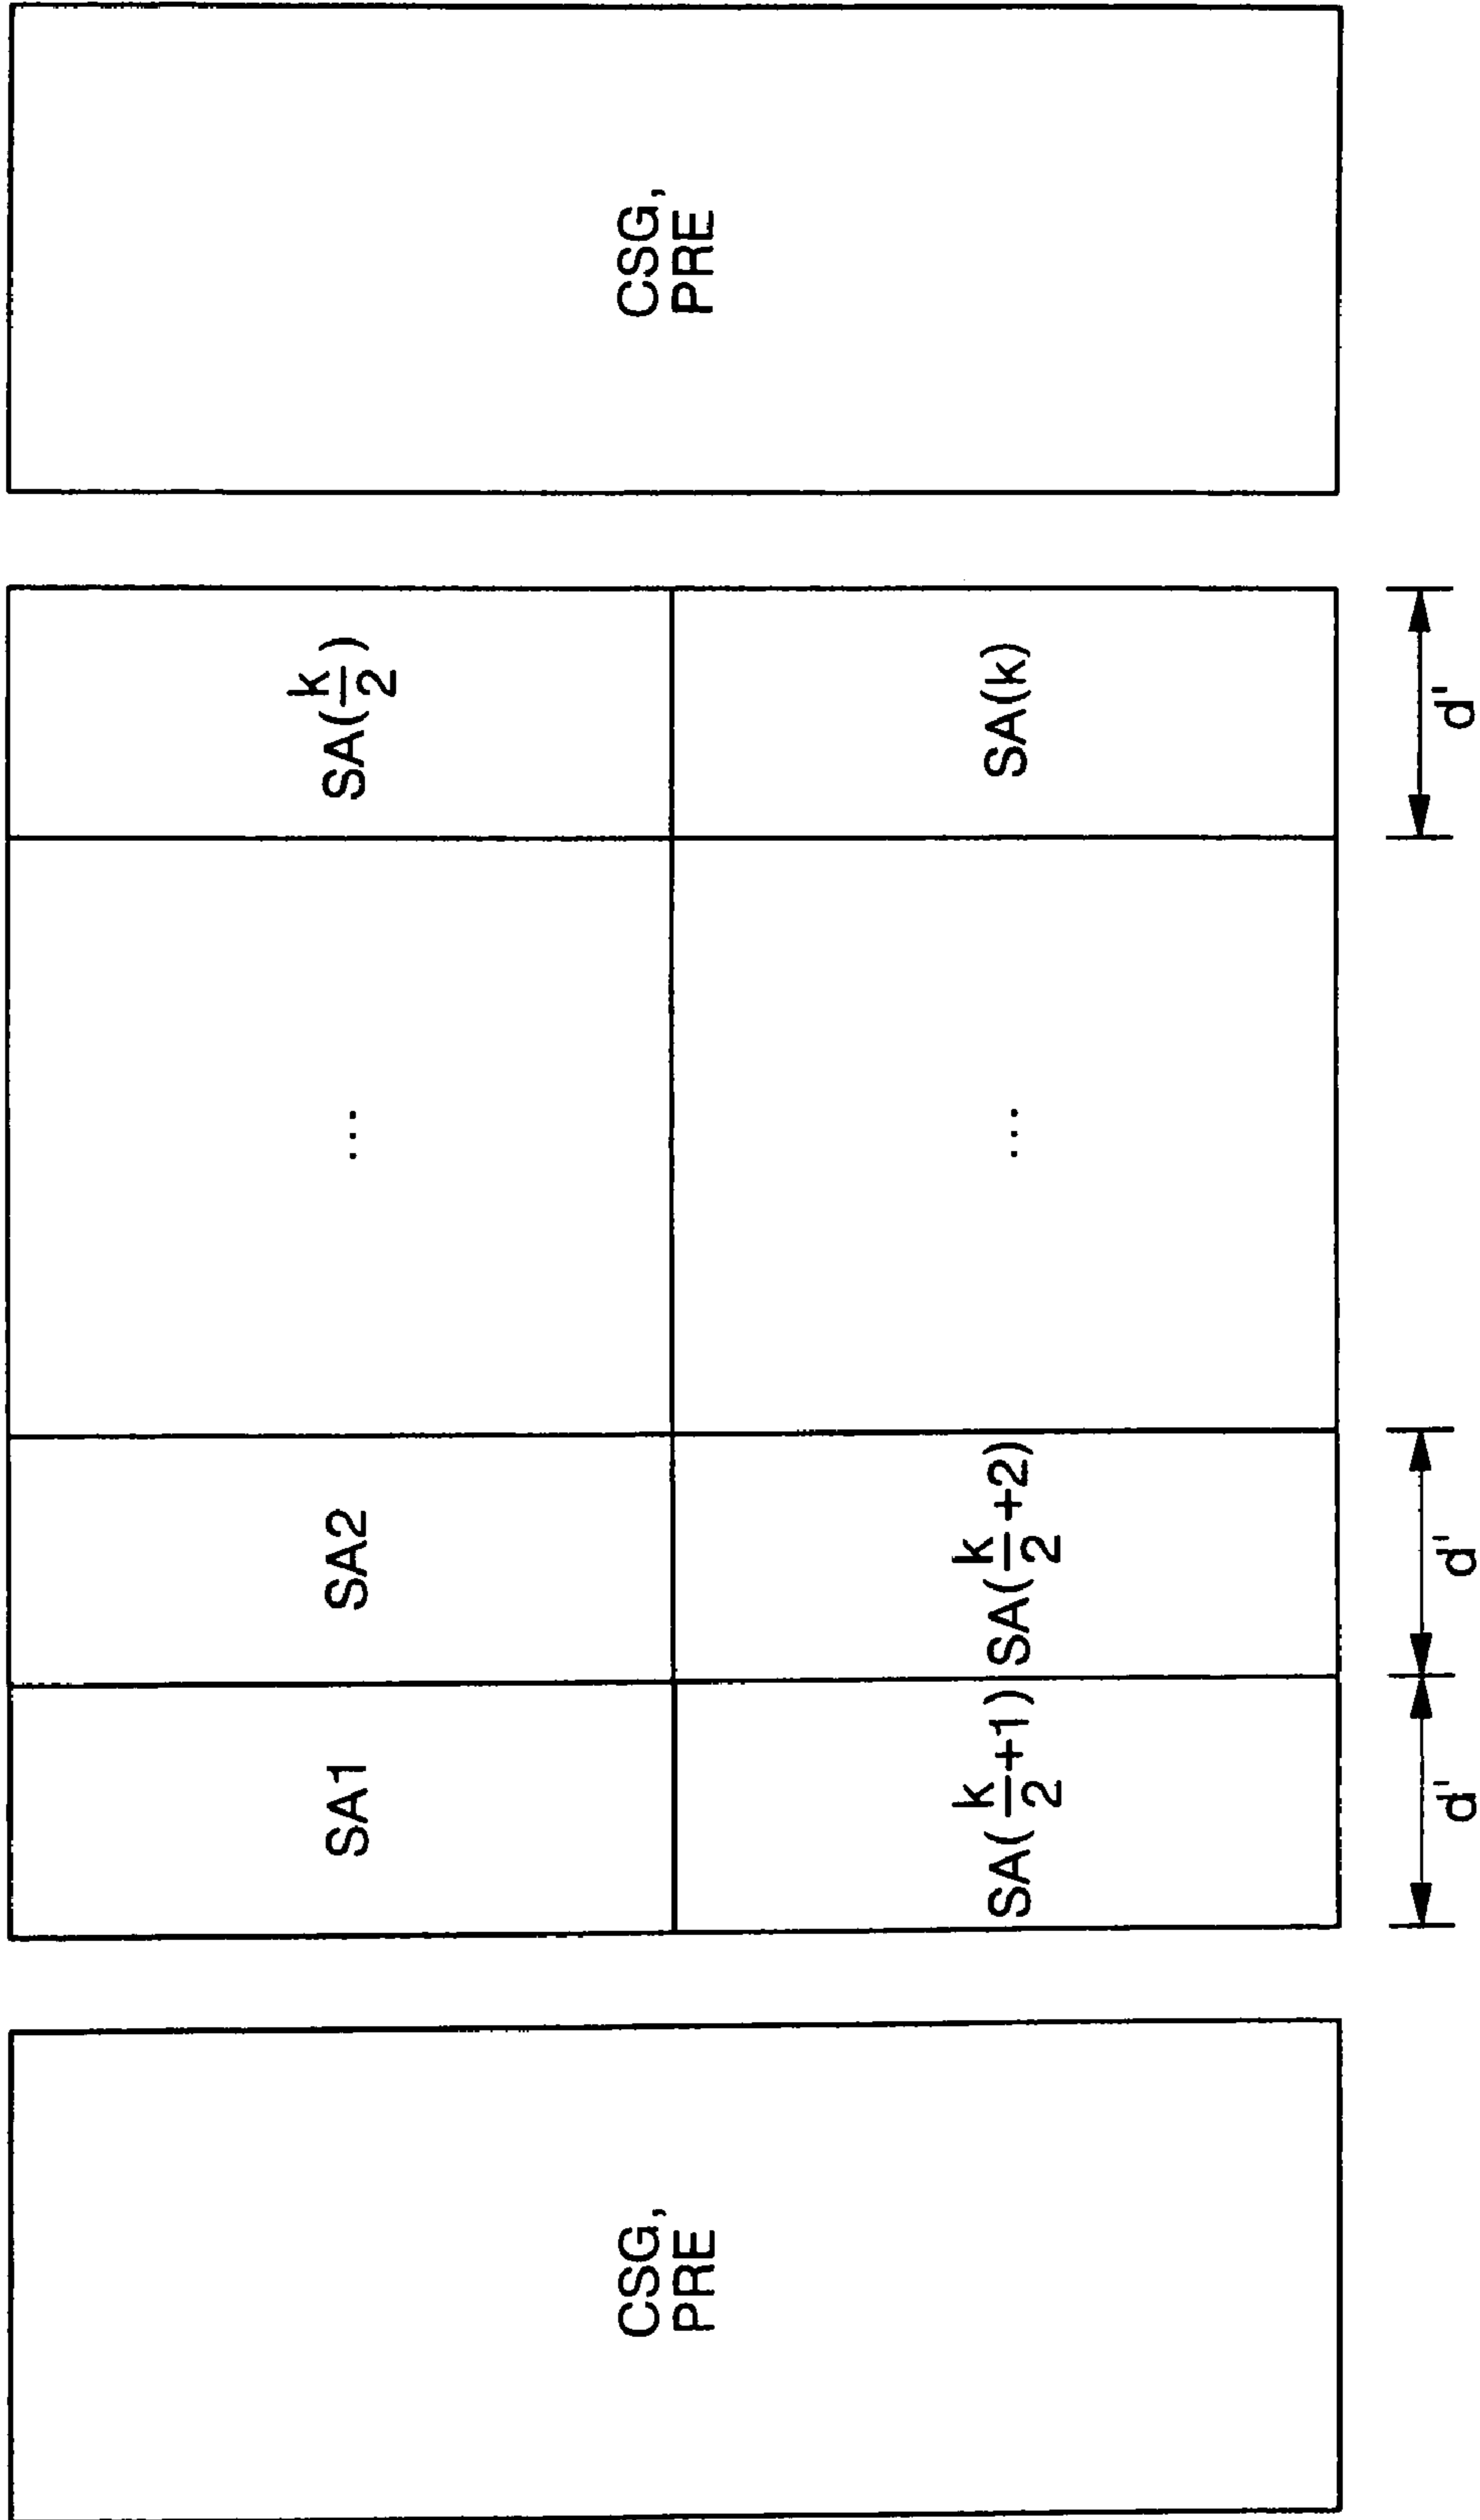 CSG,
PRE
SA1
SA2
...
SA(k/2)
SA(k/2+1)
SA(k/2+2)
...
SA(k)
d'
d'
d'
CSG,
PRE